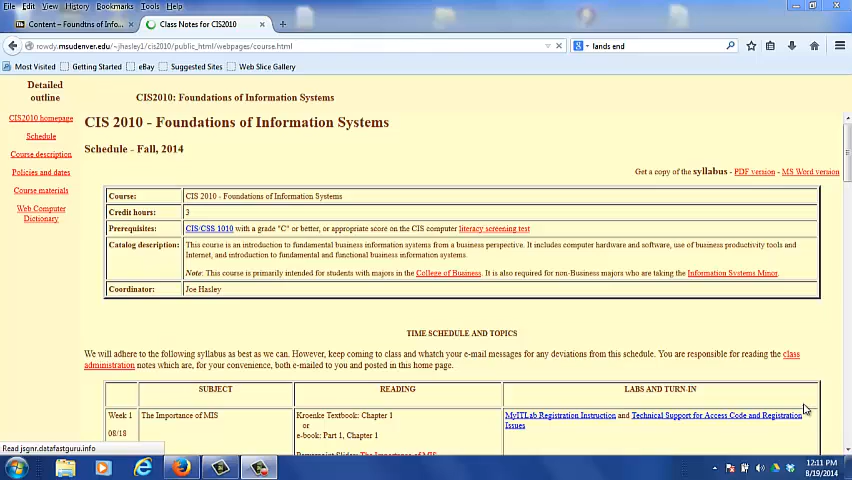 File Edit View History Bookmarks Tools Help
Content – Foundtns of Info...
Class Notes for CIS2010
rowdy.msudenver.edu/~jhasley1/cis2010/public_html/webpages/course.html
lands end
Most Visited Getting Started eBay Suggested Sites Web Slice Gallery
Detailed
outline
CIS2010 homepage
Schedule
Course description
Policies and dates
Course materials
Web Computer
Dictionary
CIS2010: Foundations of Information Systems
CIS 2010 - Foundations of Information Systems
Schedule - Fall, 2014
Get a copy of the syllabus - PDF version - MS Word version
Course: CIS 2010 - Foundations of Information Systems
Credit hours: 3
Prerequisites: CIS/CSS 1010 with a grade "C" or better, or appropriate score on the CIS computer literacy screening test
Catalog description: This course is an introduction to fundamental business information systems from a business perspective. It includes computer hardware and software, use of business productivity tools and
Internet, and introduction to fundamental and functional business information systems.
Note: This course is primarily intended for students with majors in the College of Business. It is also required for non-Business majors who are taking the Information Systems Minor.
Coordinator: Joe Hasley
TIME SCHEDULE AND TOPICS
We will adhere to the following syllabus as best as we can. However, keep coming to class and whatch your e-mail messages for any deviations from this schedule. You are responsible for reading the class
administration notes which are, for your convenience, both e-mailed to you and posted in this home page.
SUBJECT READING LABS AND TURN-IN
Week 1
08/18
The Importance of MIS
Kroenke Textbook: Chapter 1
or
e-book: Part 1, Chapter 1
Powerpoint Slides: The Importance of MIS
MyITLab Registration Instruction and Technical Support for Access Code and Registration
Issues
Read jsgnr.datafastguru.info
12:11 PM
8/19/2014